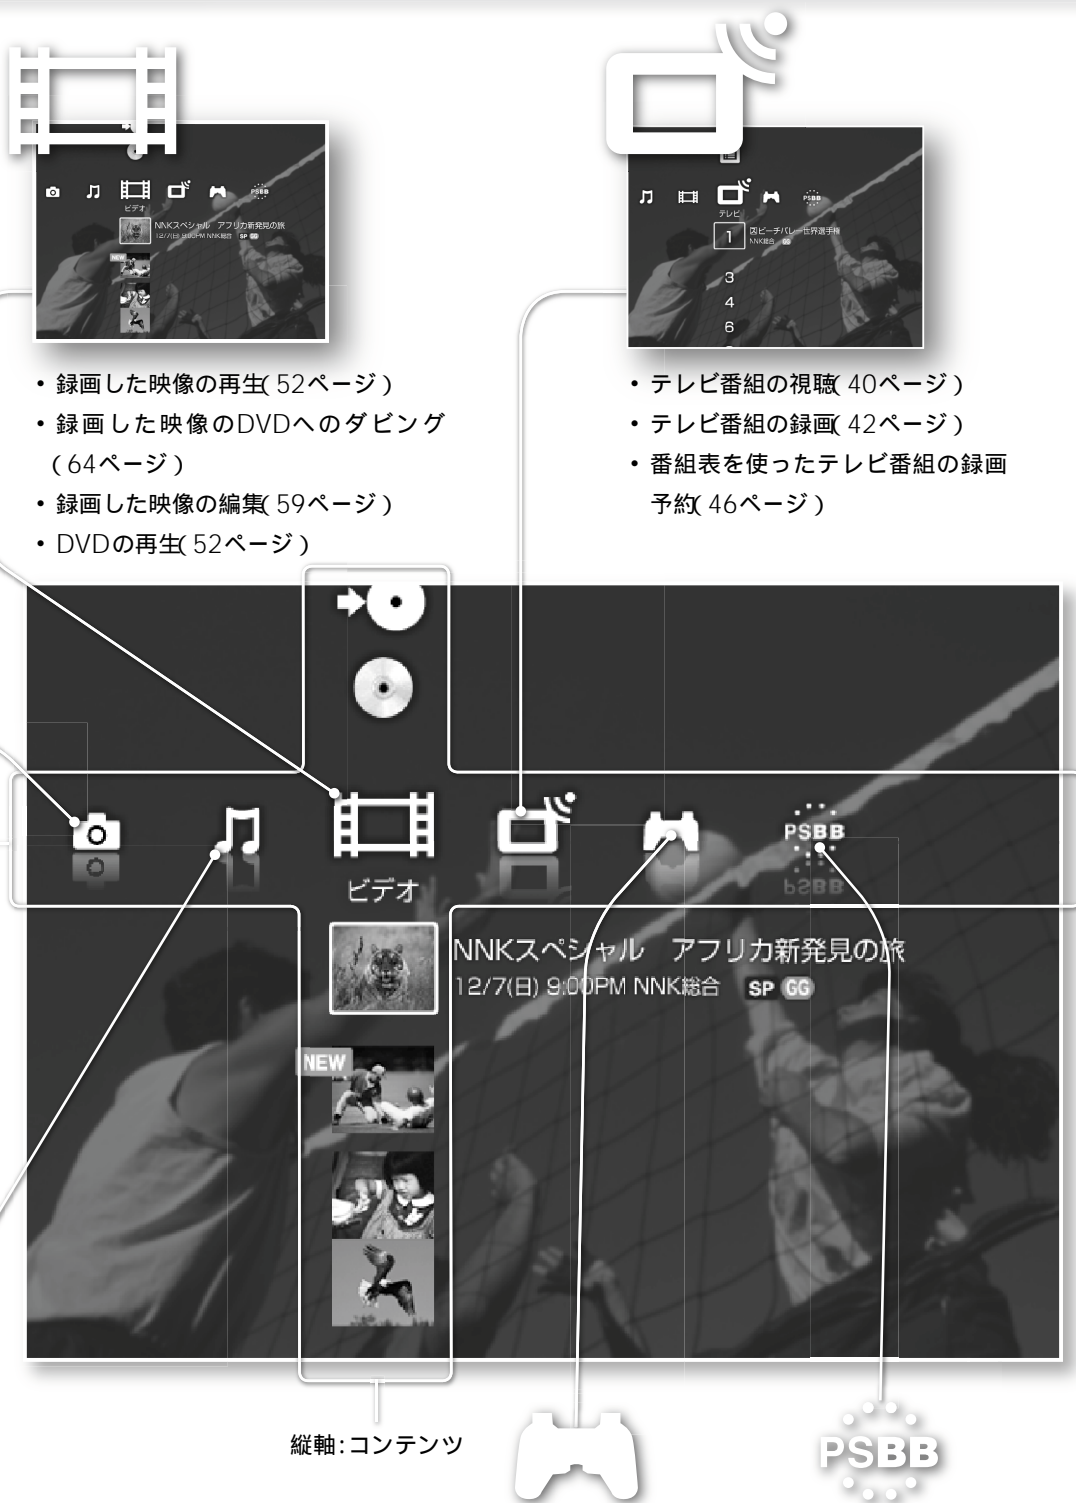 PSBB
ビデオ
NNKスペシャル アフリカ新発見の旅
12/7(日) 9:00PM NNK総合 SP GG
NEW
• 録画した映像の再生(52ページ)
• 録画した映像のDVDへのダビング
(64ページ)
• 録画した映像の編集(59ページ)
• DVDの再生(52ページ)
PSBB
テレビ
1
ビーチバレー世界選手権
NNK総合 GG
3
4
6
• テレビ番組の視聴(40ページ)
• テレビ番組の録画(42ページ)
• 番組表を使ったテレビ番組の録画
予約(46ページ)
PSBB
ビデオ
NNKスペシャル アフリカ新発見の旅
12/7(日) 9:00PM NNK総合 SP GG
NEW
縦軸:コンテンツ
PSBB